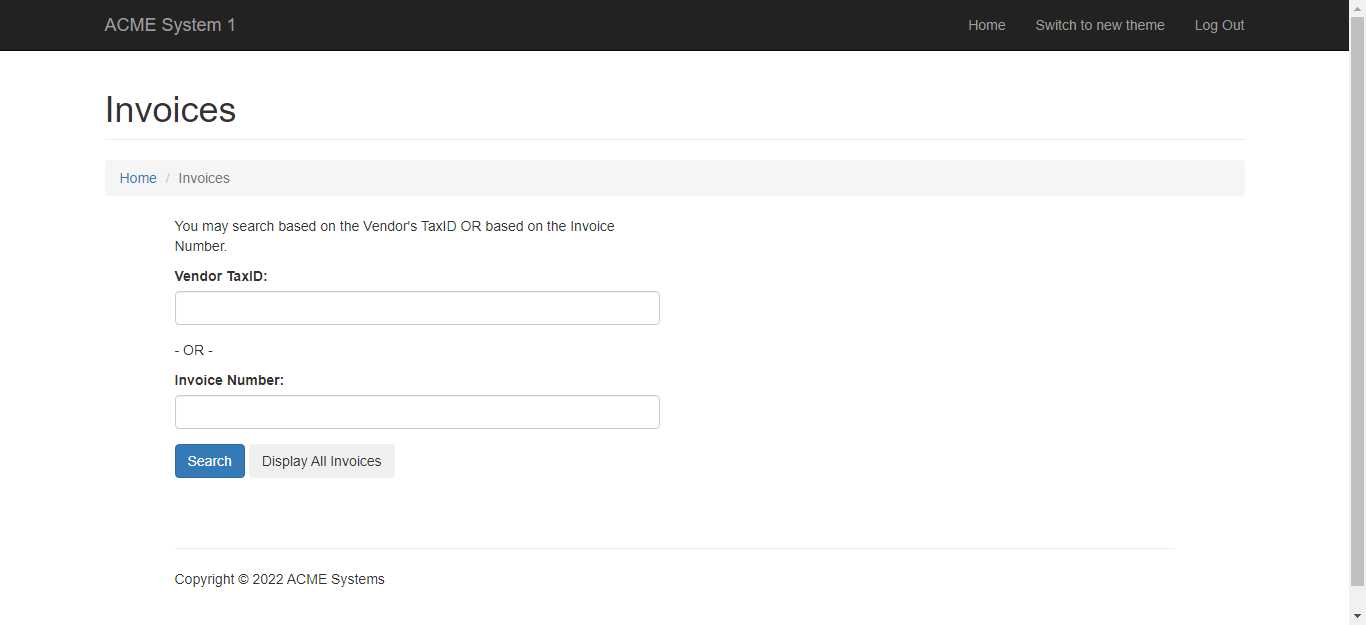 ACME System 1
Home
Switch to new theme
Log Out
Invoices
Home / Invoices
You may search based on the Vendor's TaxID OR based on the Invoice
Number.
Vendor TaxID:
- OR -
Invoice Number:
Search
Display All Invoices
Copyright © 2022 ACME Systems